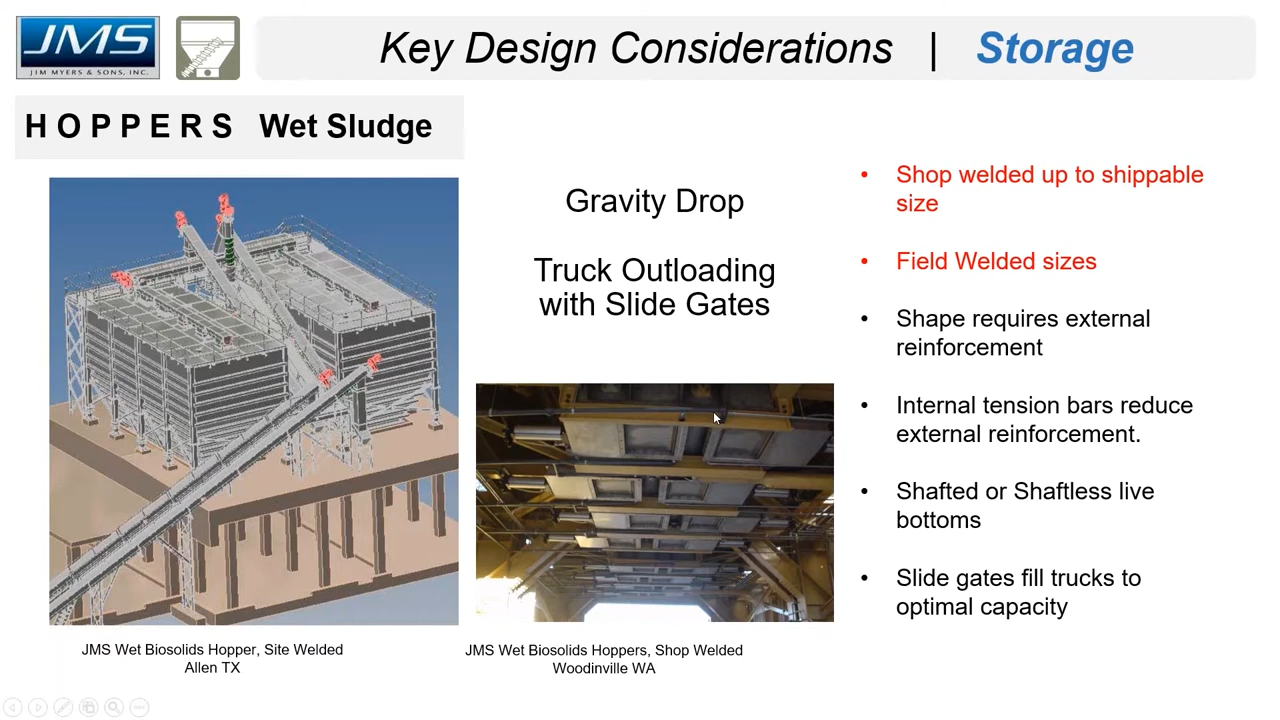 JMS
JIM MYERS & SONS, INC.
Key Design Considerations | Storage
HOPPERS Wet Sludge
Gravity Drop
Truck Outloading
with Slide Gates
• Shop welded up to shippable
size
• Field Welded sizes
• Shape requires external
reinforcement
• Internal tension bars reduce
external reinforcement.
• Shafted or Shaftless live
bottoms
• Slide gates fill trucks to
optimal capacity
JMS Wet Biosolids Hopper, Site Welded
Allen TX
JMS Wet Biosolids Hoppers, Shop Welded
Woodinville WA